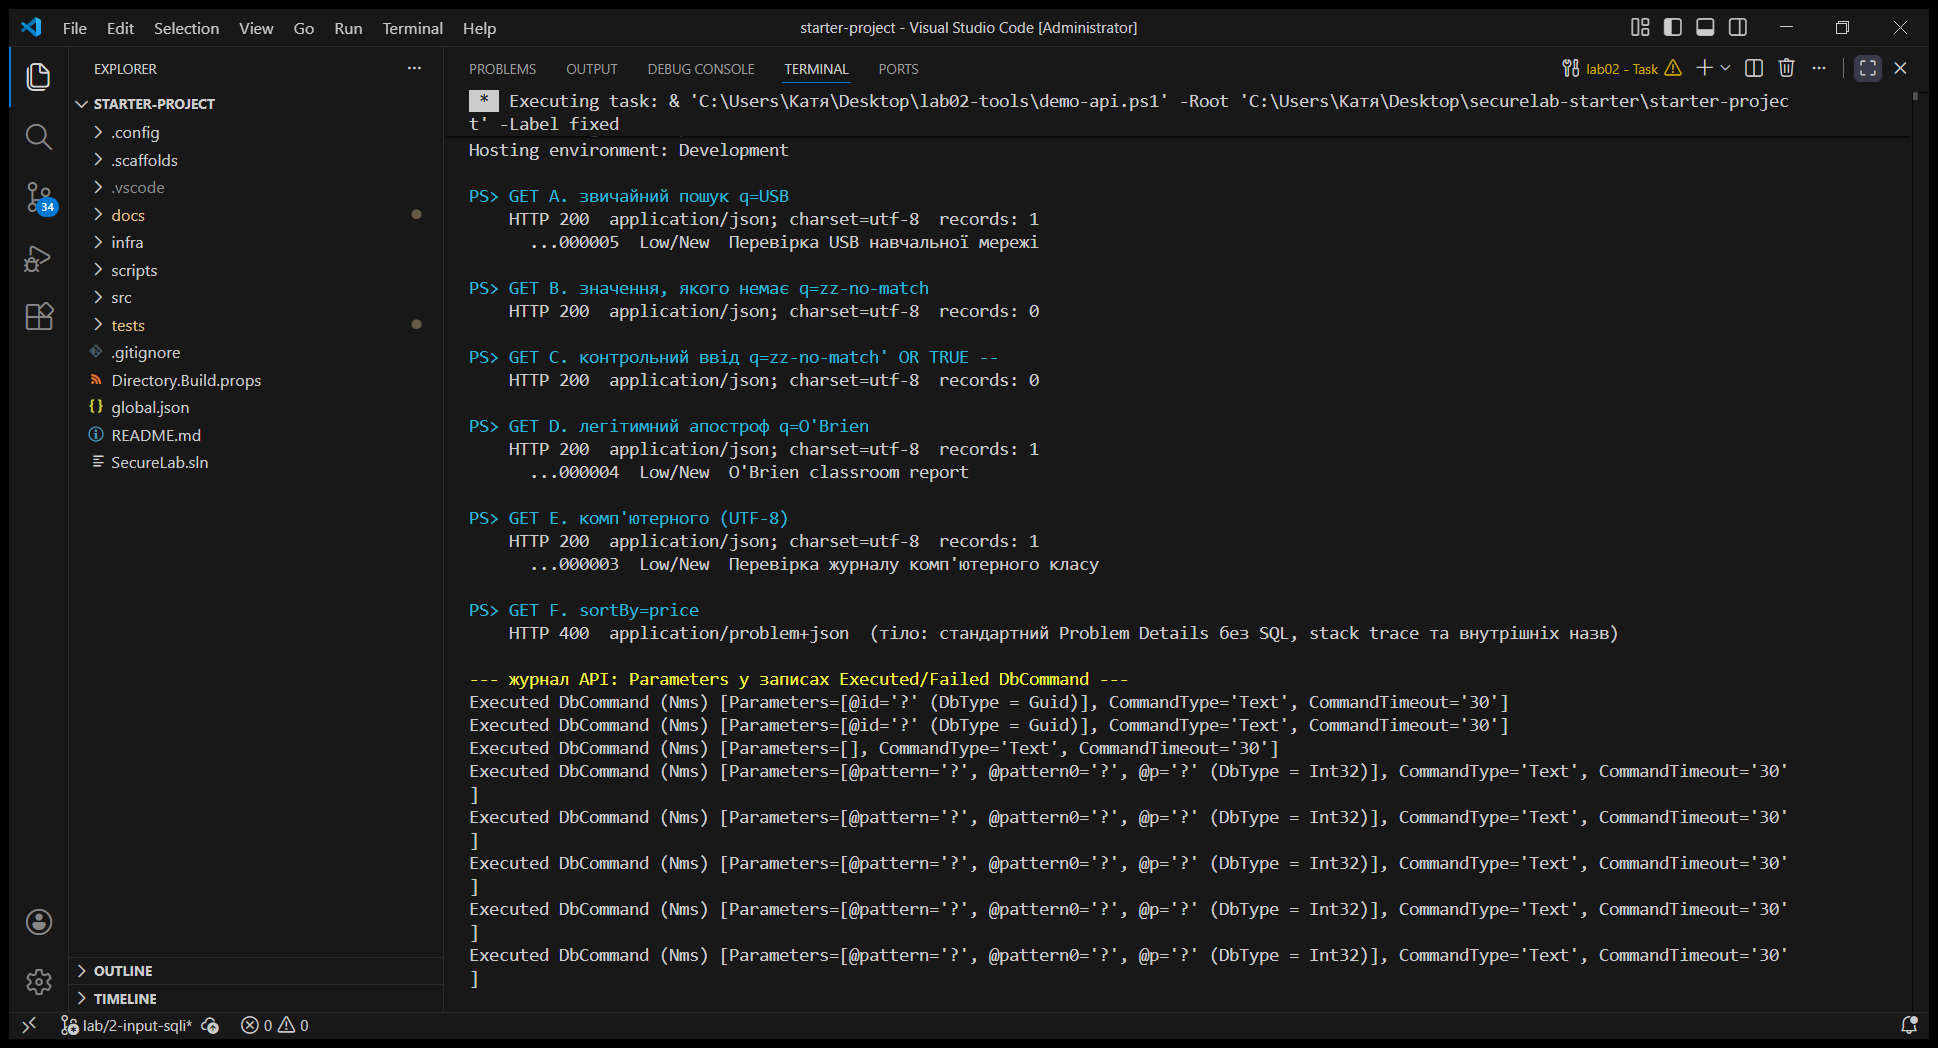 File Edit Selection View Go Run Terminal Help
starter-project - Visual Studio Code [Administrator]
EXPLORER
STARTER-PROJECT
.config
.scaffolds
.vscode
docs
infra
scripts
src
tests
.gitignore
Directory.Build.props
global.json
README.md
SecureLab.sln
OUTLINE
TIMELINE
34
PROBLEMS OUTPUT DEBUG CONSOLE TERMINAL PORTS
lab02 - Task
* Executing task: & 'C:\Users\Катя\Desktop\lab02-tools\demo-api.ps1' -Root 'C:\Users\Катя\Desktop\securelab-starter\starter-projec
t' -Label fixed
Hosting environment: Development
PS> GET A. звичайний пошук q=USB
HTTP 200 application/json; charset=utf-8 records: 1
...000005 Low/New Перевірка USB навчальної мережі
PS> GET B. значення, якого немає q=zz-no-match
HTTP 200 application/json; charset=utf-8 records: 0
PS> GET C. контрольний ввід q=zz-no-match' OR TRUE --
HTTP 200 application/json; charset=utf-8 records: 0
PS> GET D. легітимний апостроф q=O'Brien
HTTP 200 application/json; charset=utf-8 records: 1
...000004 Low/New O'Brien classroom report
PS> GET E. комп'ютерного (UTF-8)
HTTP 200 application/json; charset=utf-8 records: 1
...000003 Low/New Перевірка журналу комп'ютерного класу
PS> GET F. sortBy=price
HTTP 400 application/problem+json (тіло: стандартний Problem Details без SQL, stack trace та внутрішніх назв)
--- журнал API: Parameters у записах Executed/Failed DbCommand ---
Executed DbCommand (Nms) [Parameters=[@id='?' (DbType = Guid)], CommandType='Text', CommandTimeout='30']
Executed DbCommand (Nms) [Parameters=[@id='?' (DbType = Guid)], CommandType='Text', CommandTimeout='30']
Executed DbCommand (Nms) [Parameters=[], CommandType='Text', CommandTimeout='30']
Executed DbCommand (Nms) [Parameters=[@pattern='?', @pattern0='?', @p='?' (DbType = Int32)], CommandType='Text', CommandTimeout='30'
]
Executed DbCommand (Nms) [Parameters=[@pattern='?', @pattern0='?', @p='?' (DbType = Int32)], CommandType='Text', CommandTimeout='30'
]
Executed DbCommand (Nms) [Parameters=[@pattern='?', @pattern0='?', @p='?' (DbType = Int32)], CommandType='Text', CommandTimeout='30'
]
Executed DbCommand (Nms) [Parameters=[@pattern='?', @pattern0='?', @p='?' (DbType = Int32)], CommandType='Text', CommandTimeout='30'
]
Executed DbCommand (Nms) [Parameters=[@pattern='?', @pattern0='?', @p='?' (DbType = Int32)], CommandType='Text', CommandTimeout='30'
]
lab/2-input-sqli* 0 0